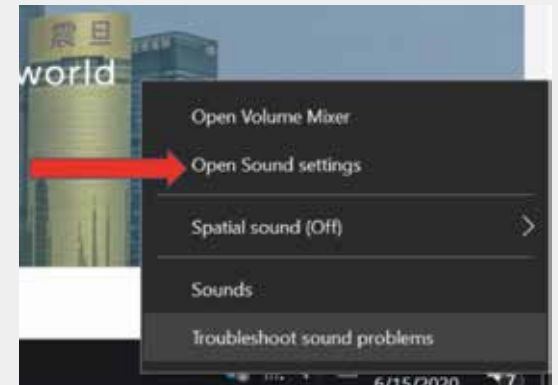 震旦
world
Open Volume Mixer
Open Sound settings
Spatial sound (Off)
Sounds
Troubleshoot sound problems
6/15/2020